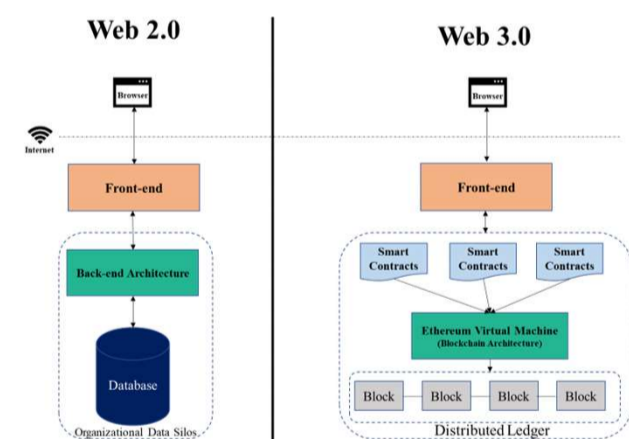 Web 2.0
Browser
Internet
Front-end
Back-end Architecture
Database
Organizational Data Silos
Web 3.0
Browser
Front-end
Smart
Contracts
Smart
Contracts
Smart
Contracts
Ethereum Virtual Machine
(Blockchain Architecture)
Block
Block
Block
Block
Distributed Ledger